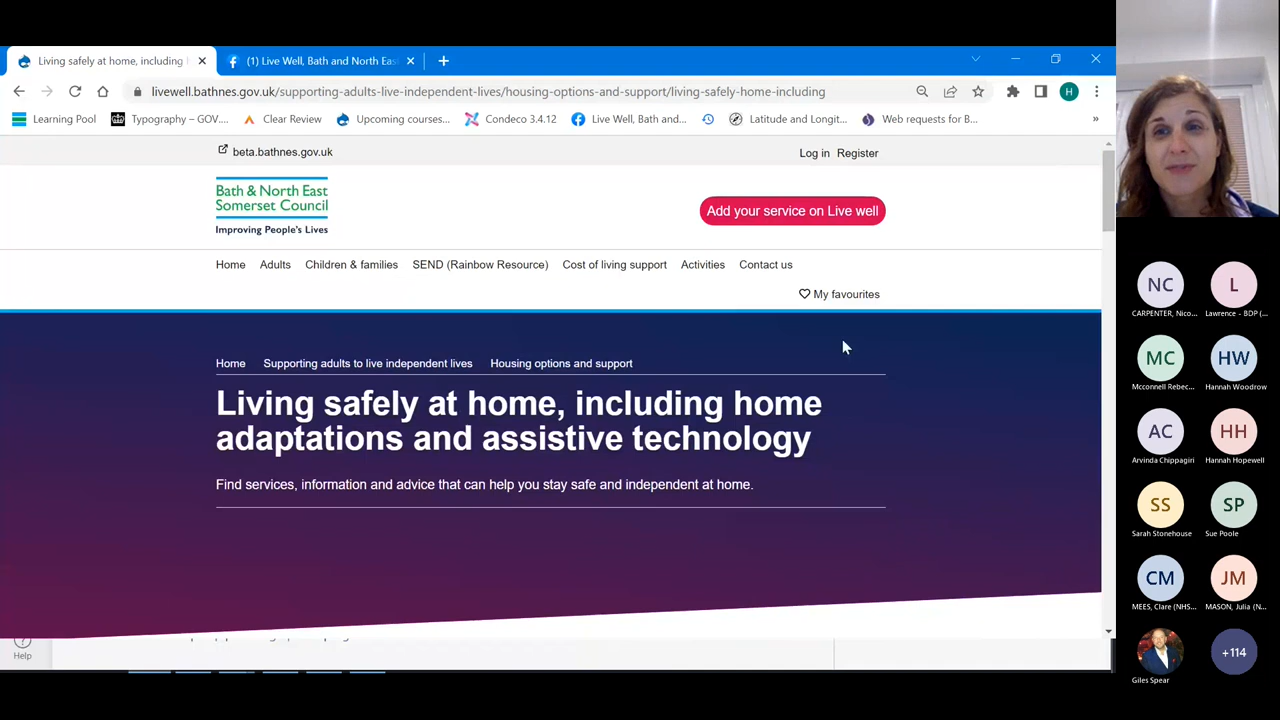 Living safely at home, including h
(1) Live Well, Bath and North Eas
livewell.bathnes.gov.uk/supporting-adults-live-independent-lives/housing-options-and-support/living-safely-home-including
H
Learning Pool
Typography – GOV....
Clear Review
Upcoming courses...
Condeco 3.4.12
Live Well, Bath and...
Latitude and Longit...
Web requests for B...
»
beta.bathnes.gov.uk
Log in Register
Bath & North East
Somerset Council
Improving People's Lives
Add your service on Live well
Home Adults Children & families SEND (Rainbow Resource) Cost of living support Activities Contact us
My favourites
Home Supporting adults to live independent lives Housing options and support
Living safely at home, including home
adaptations and assistive technology
Find services, information and advice that can help you stay safe and independent at home.
Help
NC
CARPENTER, Nico...
L
Lawrence - BDP (...
MC
Mcconnell Rebec...
HW
Hannah Woodrow
AC
Arvinda Chippagiri
HH
Hannah Hopewell
SS
Sarah Stonehouse
SP
Sue Poole
CM
MEES, Clare (NHS...
JM
MASON, Julia (N...
Giles Spear
+114